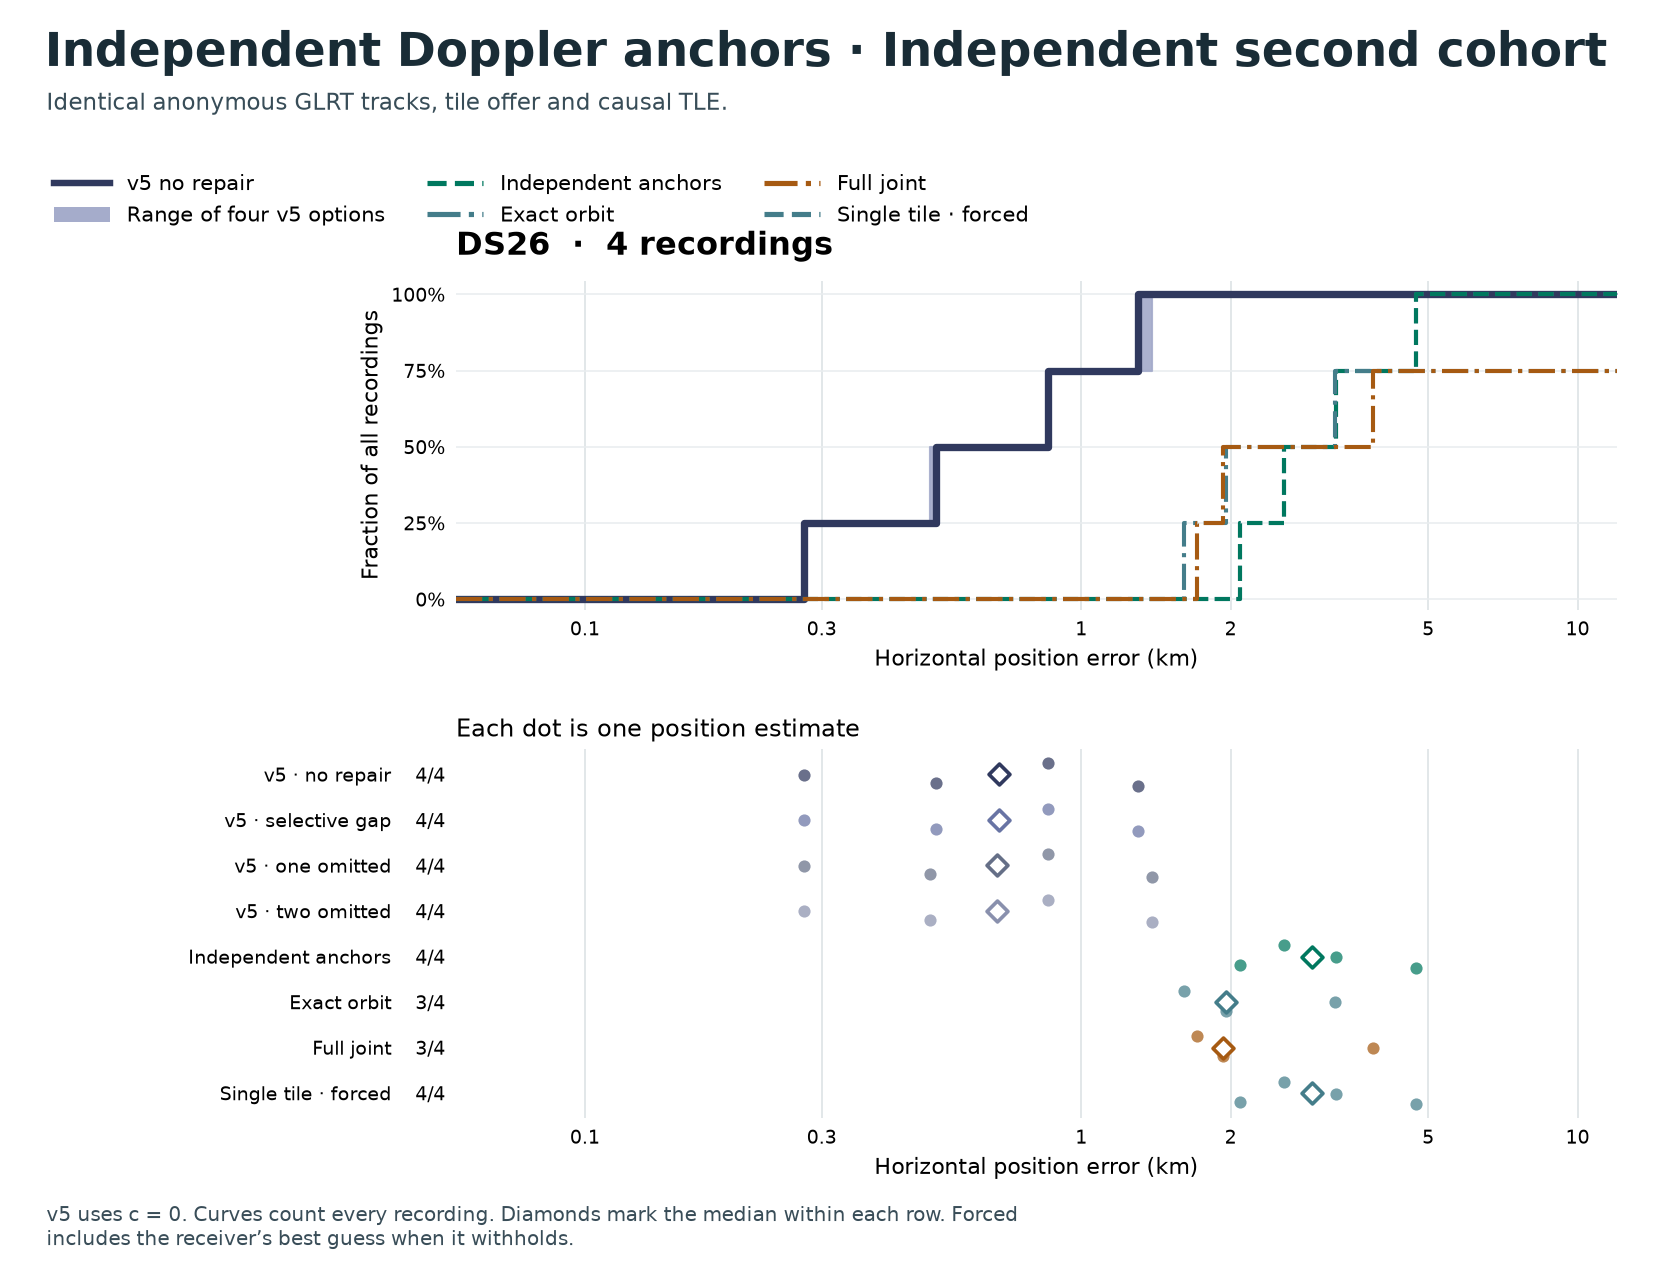 Independent Doppler anchors · Independent second cohort
Identical anonymous GLRT tracks, tile offer and causal TLE.
v5 no repair
Range of four v5 options
Independent anchors
Exact orbit
Full joint
Single tile · forced
DS26 · 4 recordings
100%
75%
50%
25%
0%
Fraction of all recordings
0.1 0.3 1 2 5 10
Horizontal position error (km)
Each dot is one position estimate
v5 · no repair 4/4
v5 · selective gap 4/4
v5 · one omitted 4/4
v5 · two omitted 4/4
Independent anchors 4/4
Exact orbit 3/4
Full joint 3/4
Single tile · forced 4/4
0.1 0.3 1 2 5 10
Horizontal position error (km)
v5 uses c = 0. Curves count every recording. Diamonds mark the median within each row. Forced
includes the receiver’s best guess when it withholds.